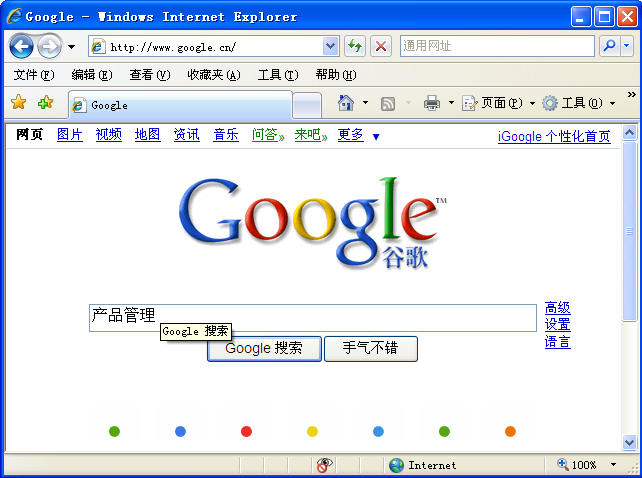 Google - Windows Internet Explorer
http://www.google.cn/
通用网址
文件(F) 编辑(E) 查看(V) 收藏夹(A) 工具(T) 帮助(H)
Google
页面(P) 工具(O) »
网页 图片 视频 地图 资讯 音乐 问答» 来吧» 更多 ▼ iGoogle 个性化首页
Google™
谷歌
高级
产品管理
设置
Google 搜索
语言
Google 搜索 手气不错
Internet 100%